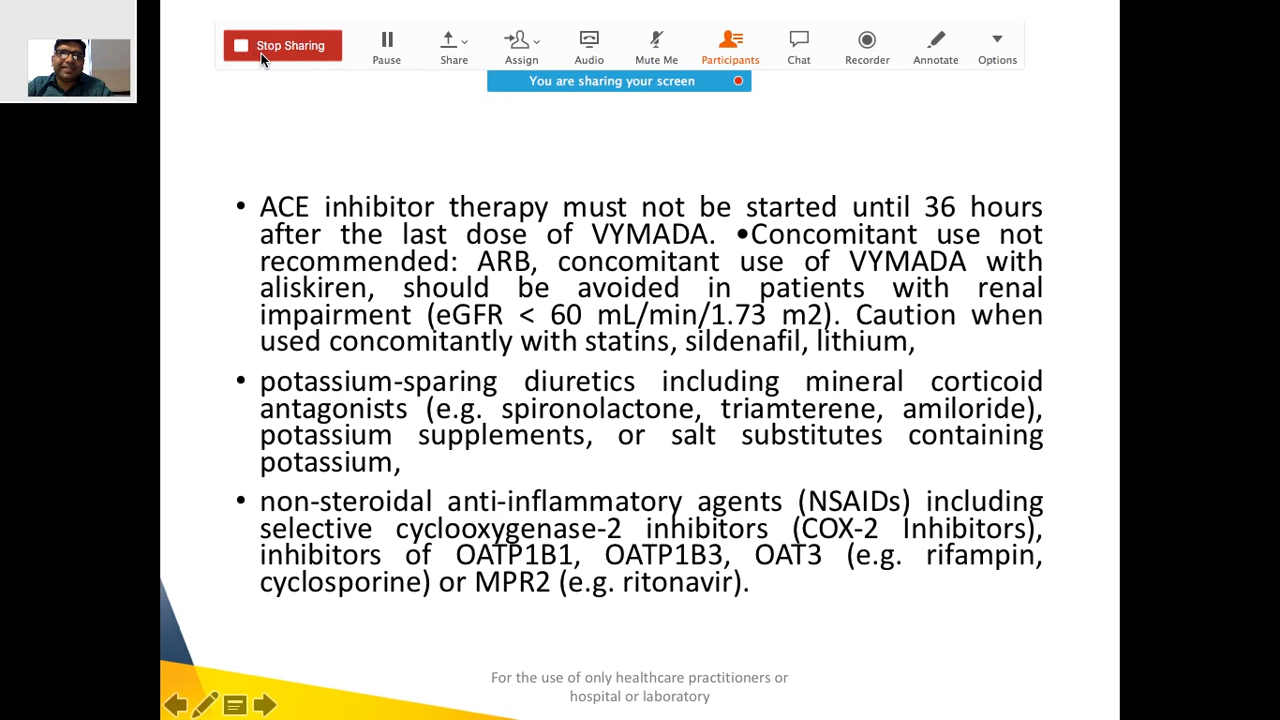 Stop Sharing
Pause
Share
Assign
Audio
Mute Me
Participants
Chat
Recorder
Annotate
Options
You are sharing your screen
• ACE inhibitor therapy must not be started until 36 hours
after the last dose of VYMADA. •Concomitant use not
recommended: ARB, concomitant use of VYMADA with
aliskiren, should be avoided in patients with renal
impairment (eGFR < 60 mL/min/1.73 m2). Caution when
used concomitantly with statins, sildenafil, lithium,
• potassium-sparing diuretics including mineral corticoid
antagonists (e.g. spironolactone, triamterene, amiloride),
potassium supplements, or salt substitutes containing
potassium,
• non-steroidal anti-inflammatory agents (NSAIDs) including
selective cyclooxygenase-2 inhibitors (COX-2 Inhibitors),
inhibitors of OATP1B1, OATP1B3, OAT3 (e.g. rifampin,
cyclosporine) or MPR2 (e.g. ritonavir).
For the use of only healthcare practitioners or
hospital or laboratory